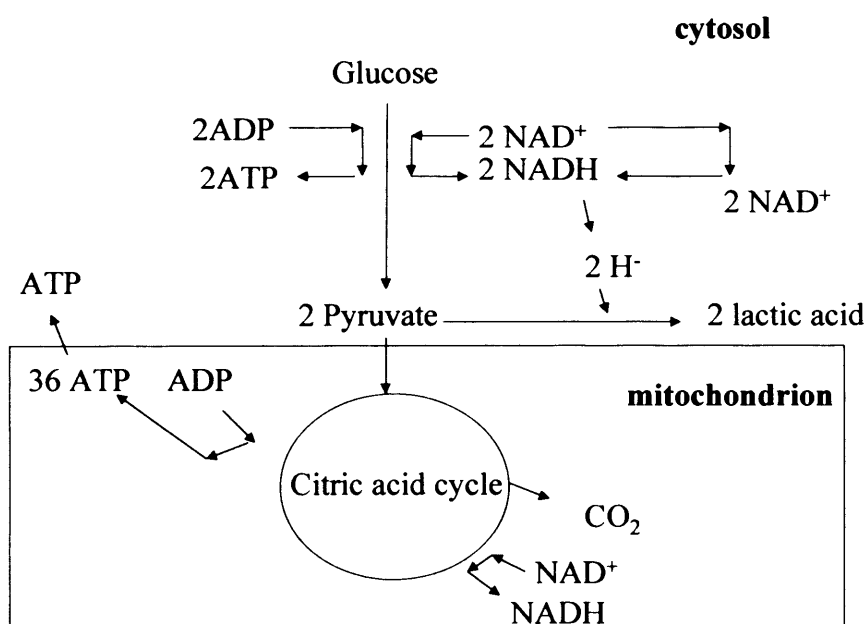 cytosol
Glucose
2ADP
2 NAD⁺
2ATP
2 NADH
2 NAD⁺
2 H⁻
ATP
2 Pyruvate
2 lactic acid
36 ATP
ADP
mitochondrion
Citric acid cycle
CO₂
NAD⁺
NADH